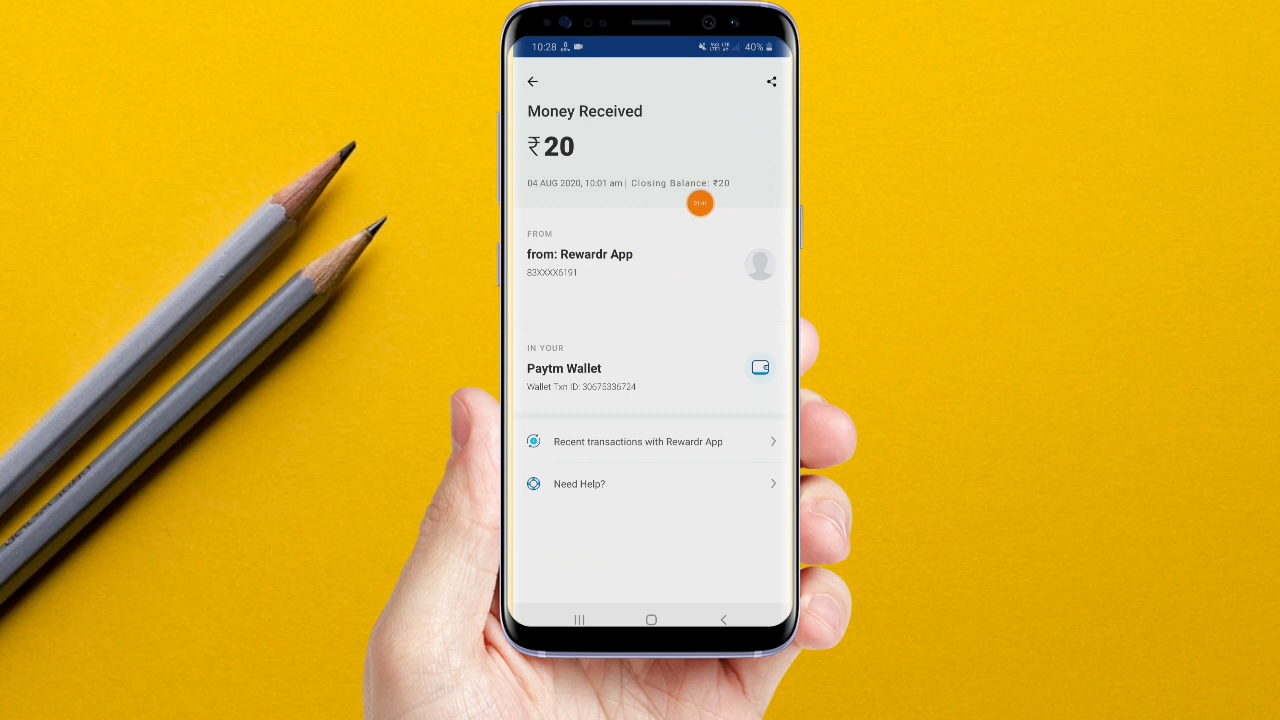 10:28
40%
Money Received
₹20
04 AUG 2020, 10:01 am | Closing Balance: ₹20
FROM
from: Rewardr App
83XXXX6191
IN YOUR
Paytm Wallet
Wallet Txn ID: 30675336724
Recent transactions with Rewardr App
Need Help?